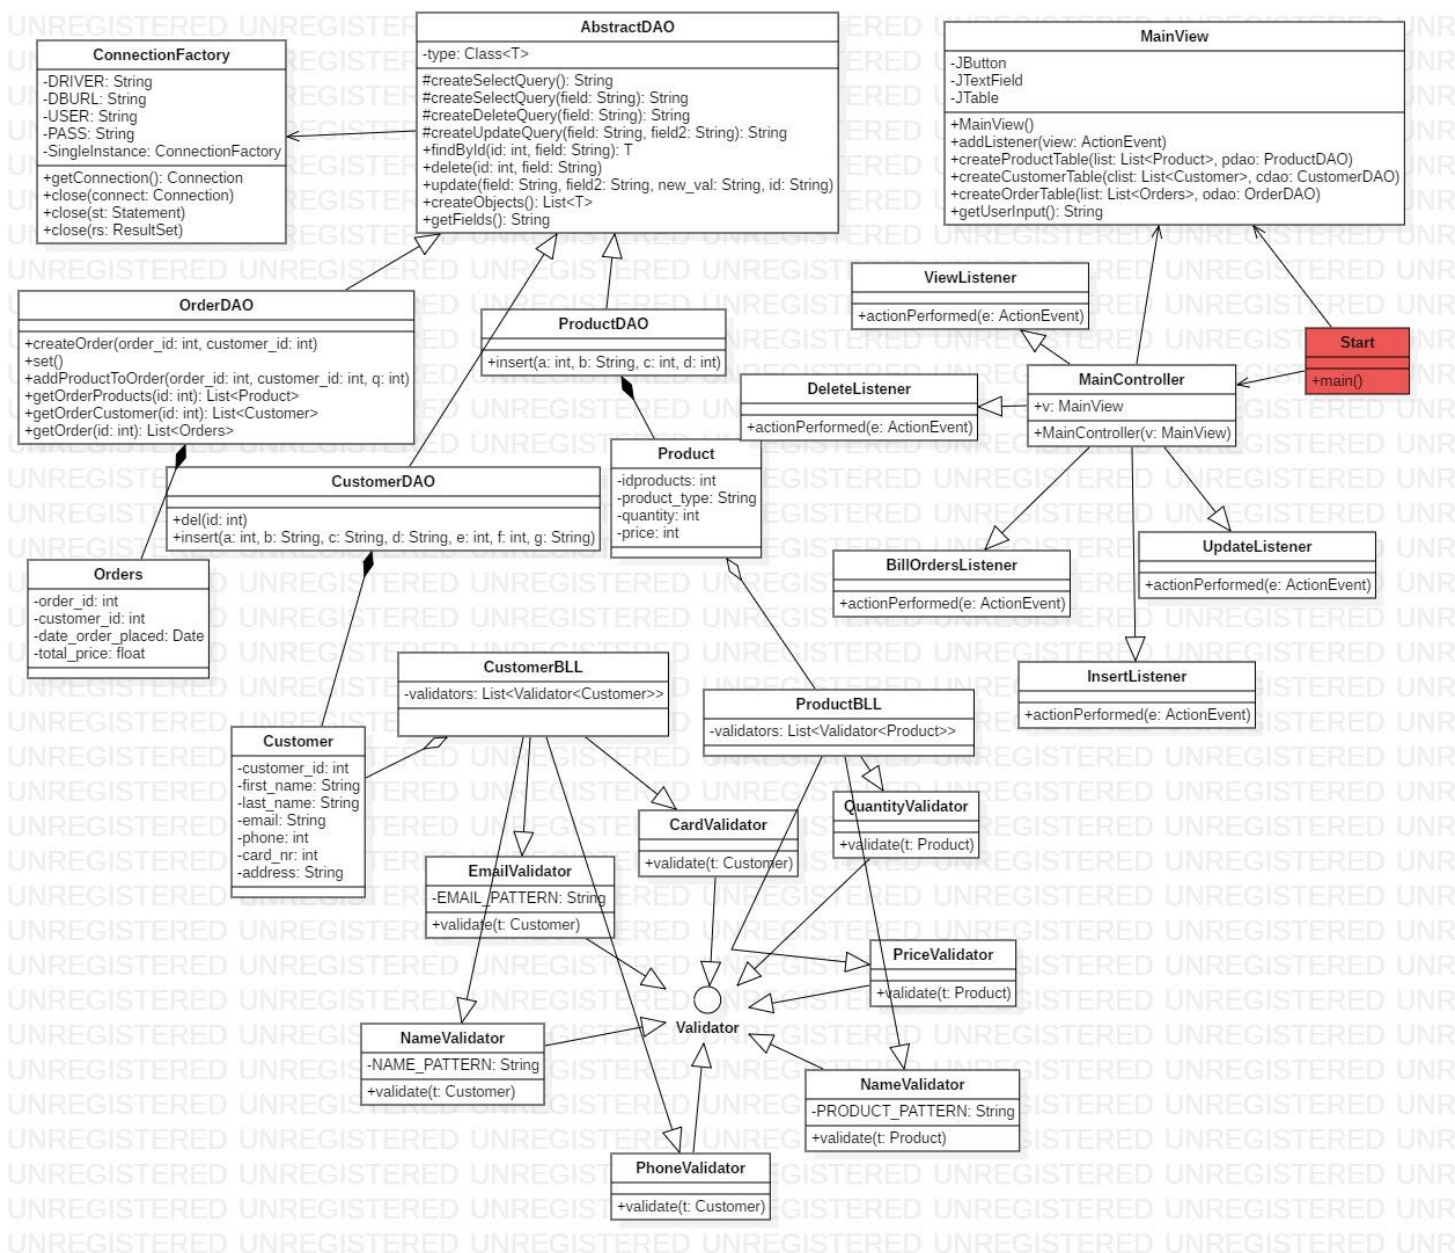 UNREGISTERED
ConnectionFactory
-DRIVER: String
-DBURL: String
-USER: String
-PASS: String
-SingleInstance: ConnectionFactory
+getConnection(): Connection
+close(connect: Connection)
+close(st: Statement)
+close(rs: ResultSet)
AbstractDAO
-type: Class<T>
#createSelectQuery(): String
#createSelectQuery(field: String): String
#createDeleteQuery(field: String): String
#createUpdateQuery(field: String, field2: String): String
+findById(id: int, field: String): T
+delete(id: int, field: String)
+update(field: String, field2: String, new_val: String, id: String)
+createObjects(): List<T>
+getFields(): String
MainView
-JButton
-JTextField
-JTable
+MainView()
+addListener(view: ActionEvent)
+createProductTable(list: List<Product>, pdao: ProductDAO)
+createCustomerTable(clist: List<Customer>, cdao: CustomerDAO)
+createOrderTable(list: List<Orders>, odao: OrderDAO)
+getUserInput(): String
OrderDAO
+createOrder(order_id: int, customer_id: int)
+set()
+addProductToOrder(order_id: int, customer_id: int, q: int)
+getOrderProducts(id: int): List<Product>
+getOrderCustomer(id: int): List<Customer>
+getOrder(id: int): List<Orders>
ProductDAO
+insert(a: int, b: String, c: int, d: int)
ViewListener
+actionPerformed(e: ActionEvent)
Start
+main()
DeleteListener
+actionPerformed(e: ActionEvent)
MainController
+v: MainView
+MainController(v: MainView)
CustomerDAO
+del(id: int)
+insert(a: int, b: String, c: String, d: String, e: int, f: int, g: String)
Product
-idproducts: int
-product_type: String
-quantity: int
-price: int
Orders
-order_id: int
-customer_id: int
-date_order_placed: Date
-total_price: float
BillOrdersListener
+actionPerformed(e: ActionEvent)
UpdateListener
+actionPerformed(e: ActionEvent)
InsertListener
+actionPerformed(e: ActionEvent)
CustomerBLL
-validators: List<Validator<Customer>>
ProductBLL
-validators: List<Validator<Product>>
Customer
-customer_id: int
-first_name: String
-last_name: String
-email: String
-phone: int
-card_nr: int
-address: String
CardValidator
+validate(t: Customer)
QuantityValidator
+validate(t: Product)
EmailValidator
-EMAIL_PATTERN: String
+validate(t: Customer)
PriceValidator
+validate(t: Product)
Validator
NameValidator
-NAME_PATTERN: String
+validate(t: Customer)
NameValidator
-PRODUCT_PATTERN: String
+validate(t: Product)
PhoneValidator
+validate(t: Customer)